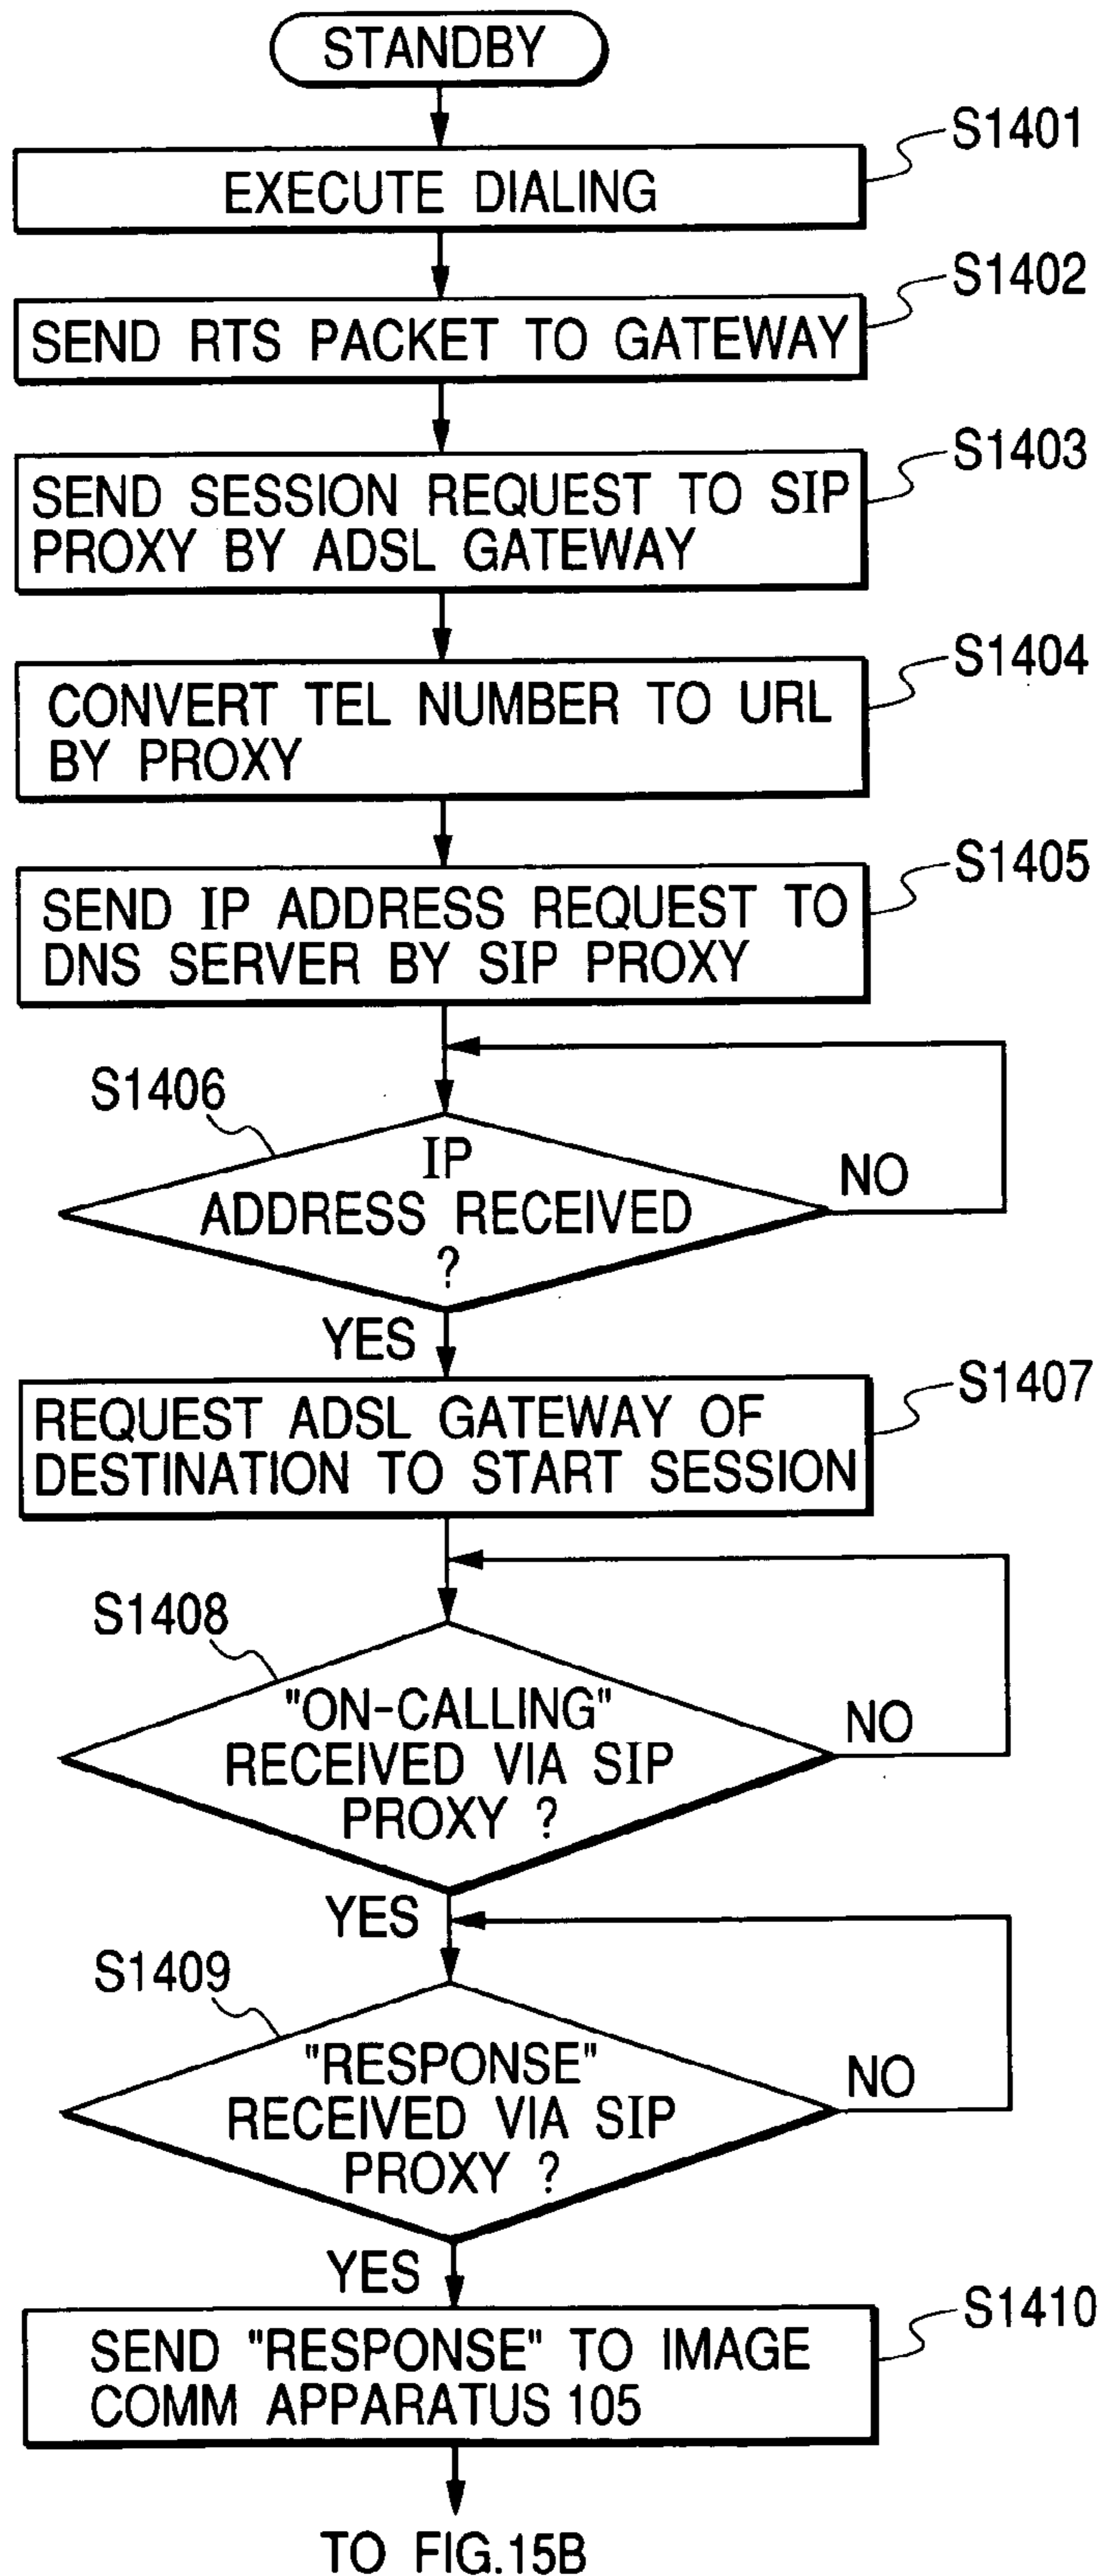 STANDBY
S1401
EXECUTE DIALING
S1402
SEND RTS PACKET TO GATEWAY
S1403
SEND SESSION REQUEST TO SIP
PROXY BY ADSL GATEWAY
S1404
CONVERT TEL NUMBER TO URL
BY PROXY
S1405
SEND IP ADDRESS REQUEST TO
DNS SERVER BY SIP PROXY
S1406
IP
ADDRESS RECEIVED
?
NO
YES
S1407
REQUEST ADSL GATEWAY OF
DESTINATION TO START SESSION
S1408
"ON-CALLING"
RECEIVED VIA SIP
PROXY ?
NO
YES
S1409
"RESPONSE"
RECEIVED VIA SIP
PROXY ?
NO
YES
S1410
SEND "RESPONSE" TO IMAGE
COMM APPARATUS 105
TO FIG.15B